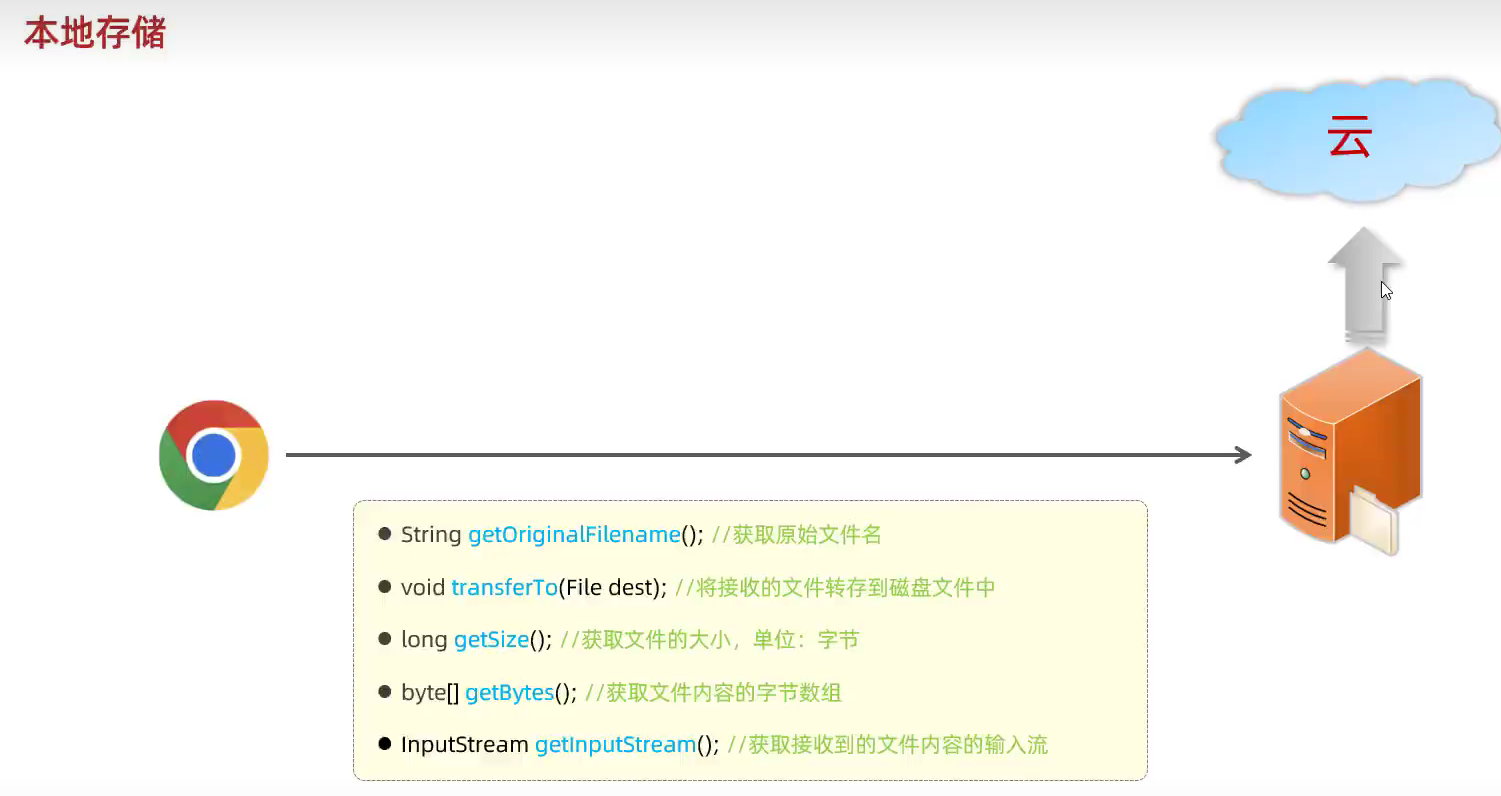 本地存储
云
String getOriginalFilename(); //获取原始文件名
void transferTo(File dest); //将接收的文件转存到磁盘文件中
long getSize(); //获取文件的大小，单位：字节
byte[] getBytes(); //获取文件内容的字节数组
InputStream getInputStream(); //获取接收到的文件内容的输入流